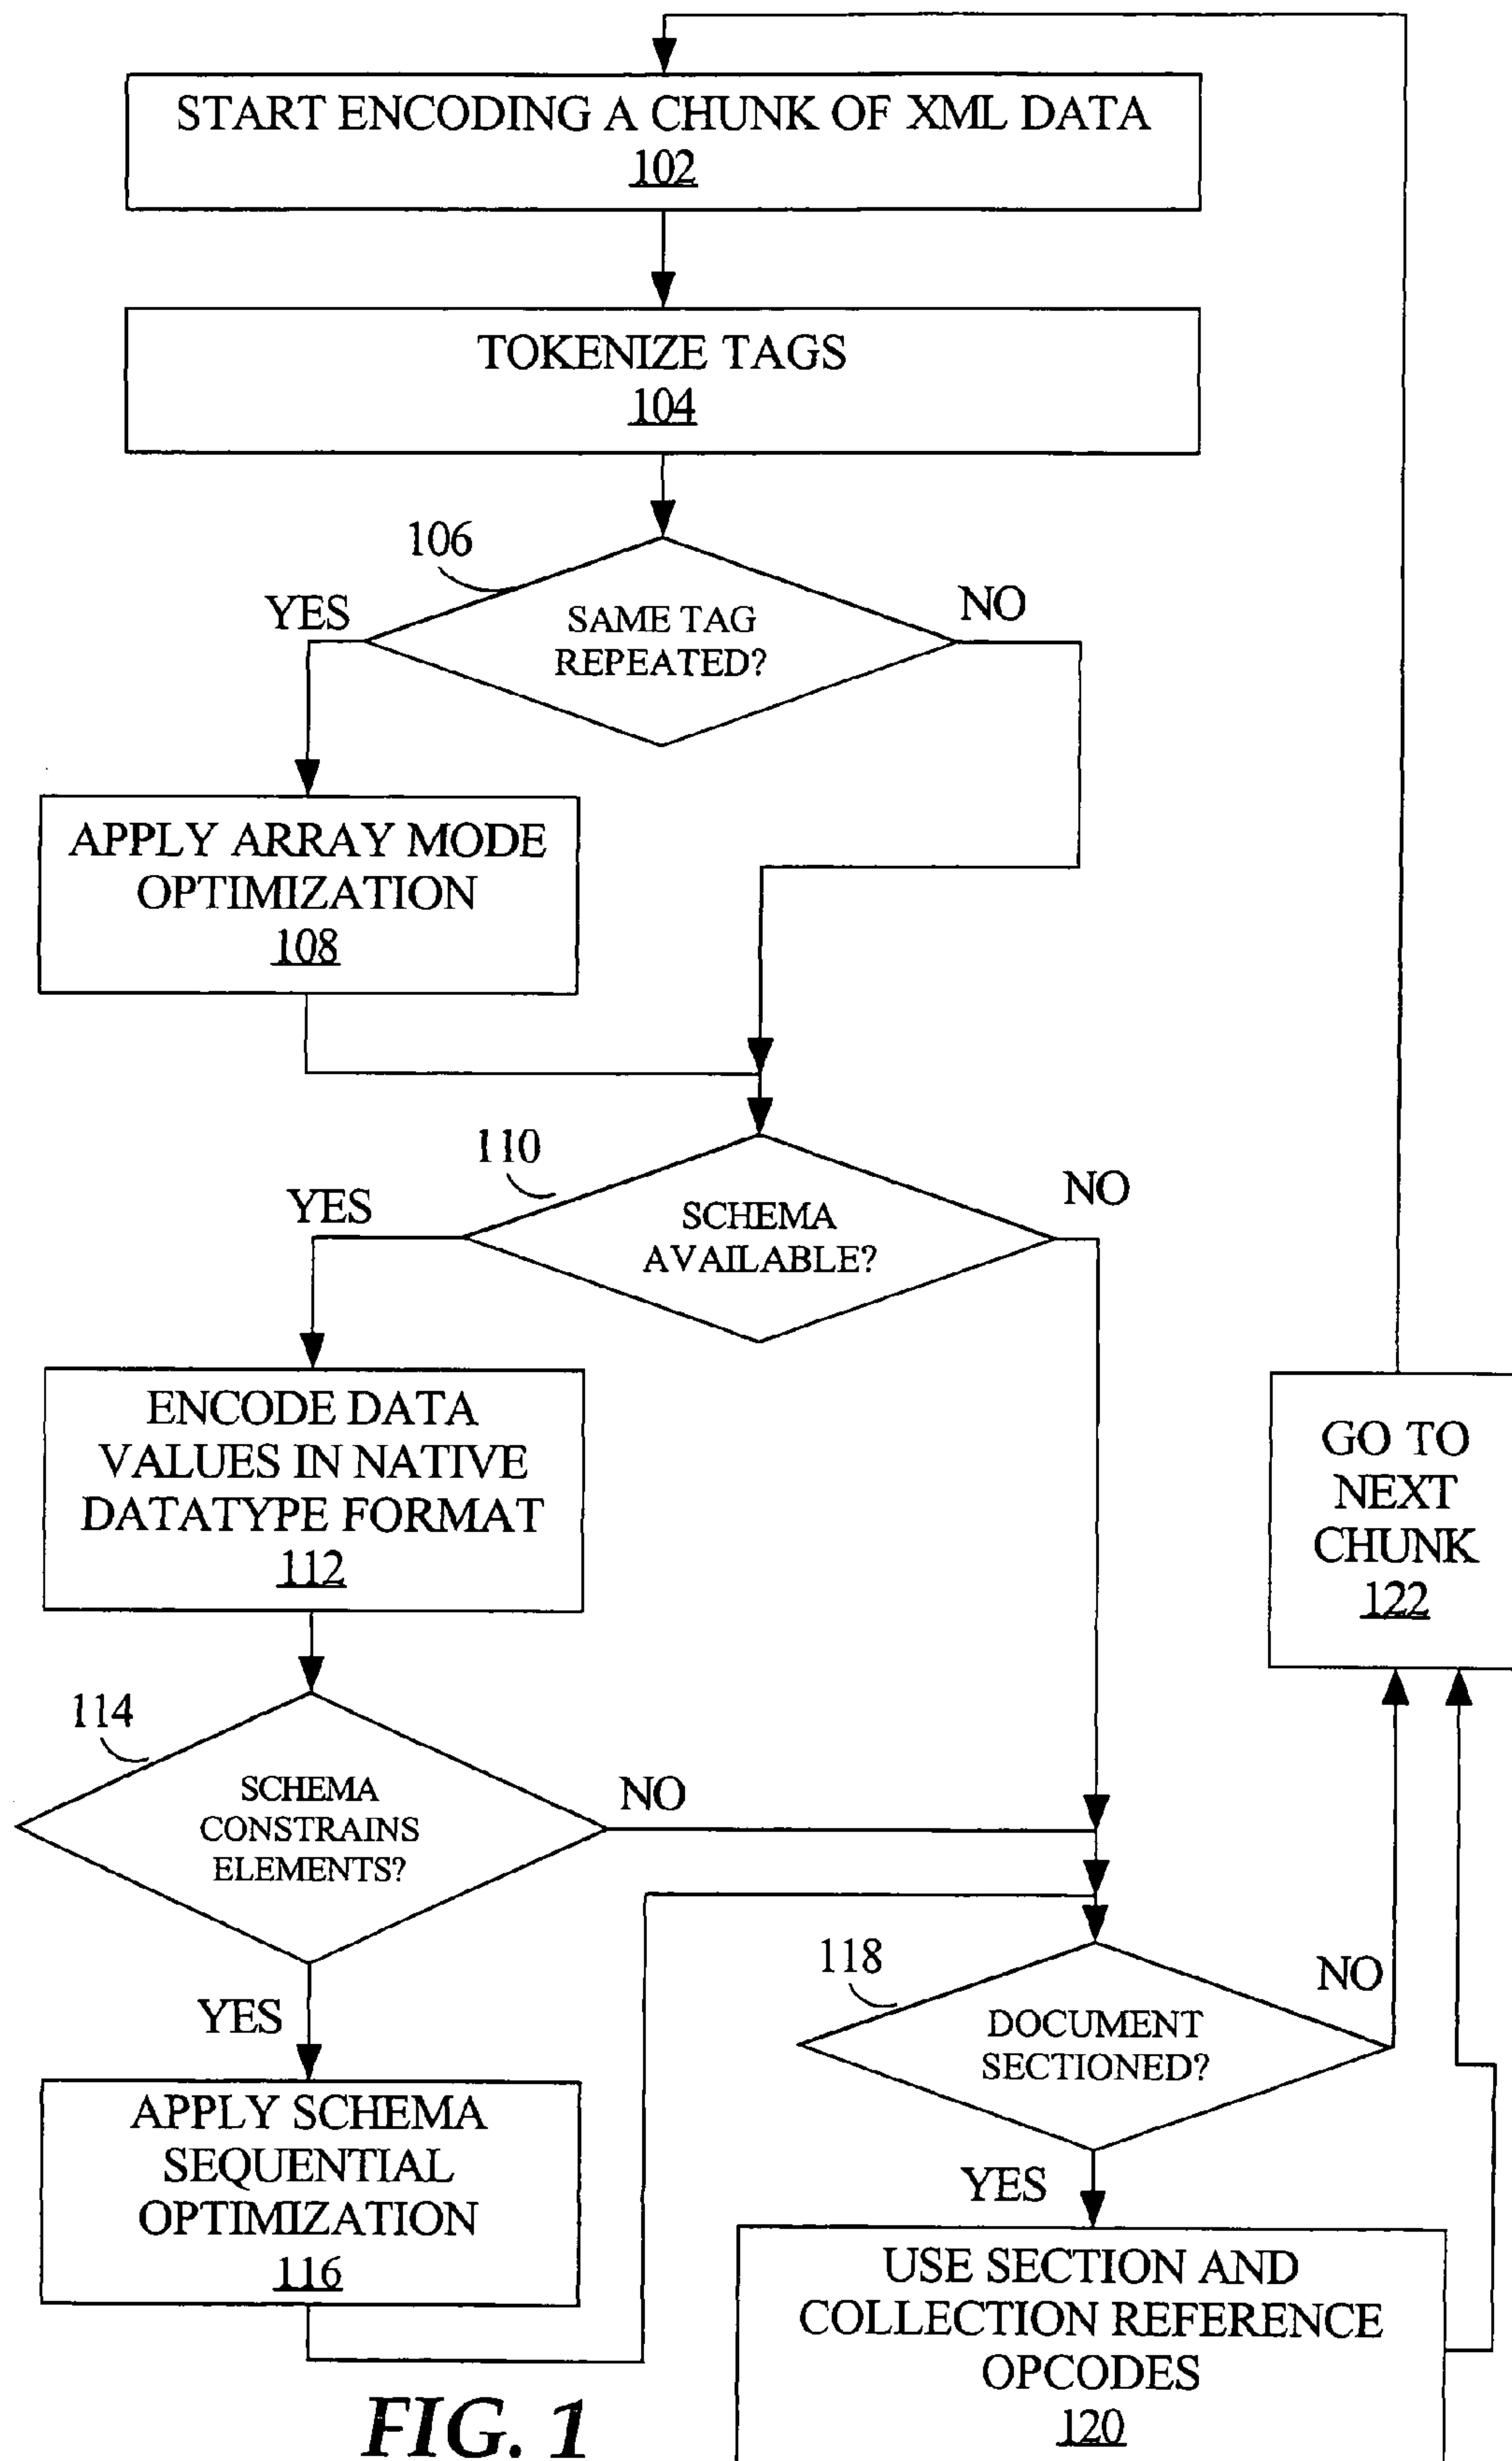 START ENCODING A CHUNK OF XML DATA
102
TOKENIZE TAGS
104
106
YES
SAME TAG
REPEATED?
NO
APPLY ARRAY MODE
OPTIMIZATION
108
110
YES
SCHEMA
AVAILABLE?
NO
ENCODE DATA
VALUES IN NATIVE
DATATYPE FORMAT
112
GO TO
NEXT
CHUNK
122
114
SCHEMA
CONSTRAINS
ELEMENTS?
NO
YES
118
DOCUMENT
SECTIONED?
NO
YES
APPLY SCHEMA
SEQUENTIAL
OPTIMIZATION
116
USE SECTION AND
COLLECTION REFERENCE
OPCODES
120
FIG. 1